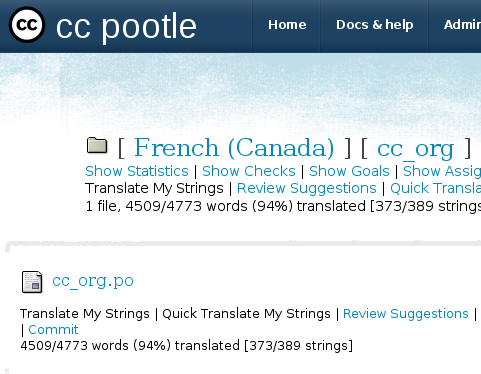 cc cc pootle Home Docs & help Admin
[ French (Canada) ] [ cc_org ]
Show Statistics | Show Checks | Show Goals | Show Assig
Translate My Strings | Review Suggestions | Quick Transla
1 file, 4509/4773 words (94%) translated [373/389 strings
cc_org.po
Translate My Strings | Quick Translate My Strings | Review Suggestions |
| Commit
4509/4773 words (94%) translated [373/389 strings]